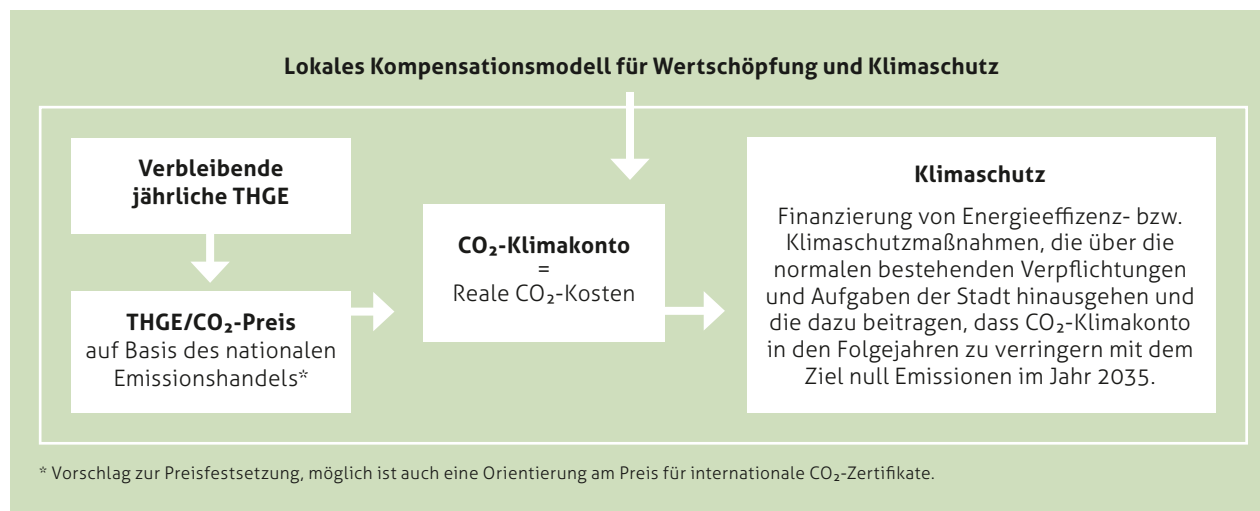 Lokales Kompensationsmodell für Wertschöpfung und Klimaschutz
Verbleibende
jährliche THGE
THGE/CO₂-Preis
auf Basis des nationalen
Emissionshandels*
CO₂-Klimakonto
=
Reale CO₂-Kosten
Klimaschutz
Finanzierung von Energieeffizenz- bzw.
Klimaschutzmaßnahmen, die über die
normalen bestehenden Verpflichtungen
und Aufgaben der Stadt hinausgehen und
die dazu beitragen, dass CO₂-Klimakonto
in den Folgejahren zu verringern mit dem
Ziel null Emissionen im Jahr 2035.
* Vorschlag zur Preisfestsetzung, möglich ist auch eine Orientierung am Preis für internationale CO₂-Zertifikate.